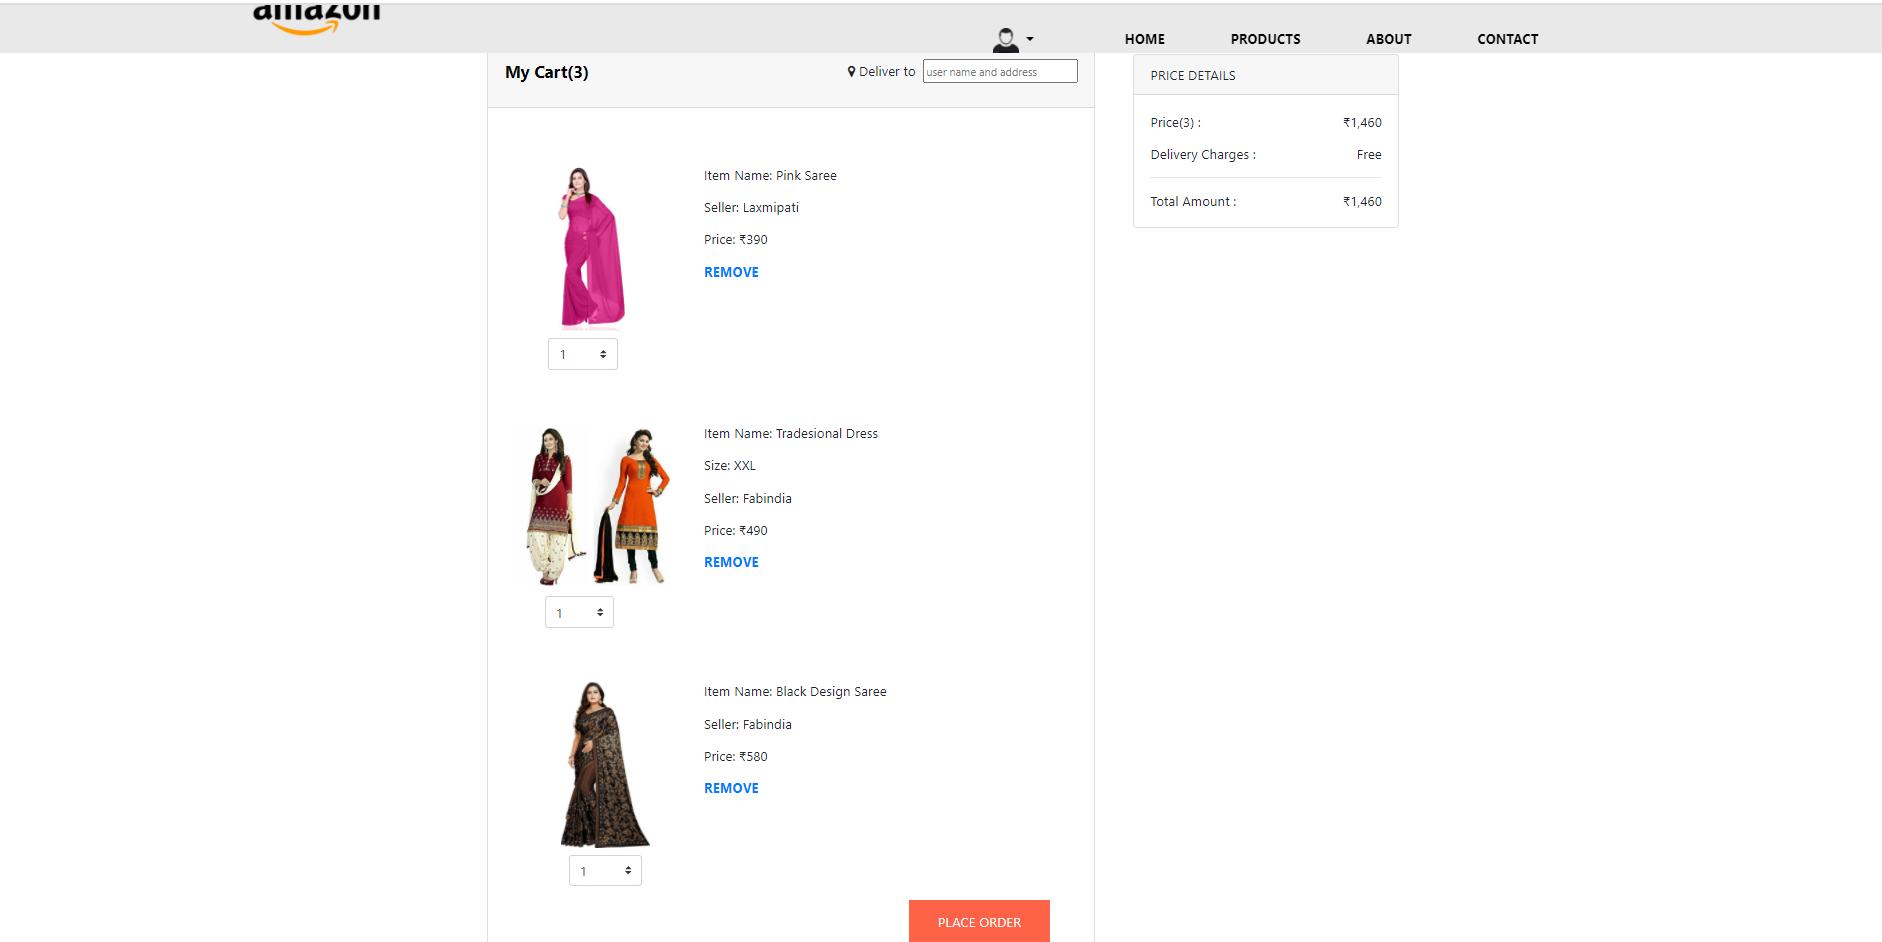 amazon
HOME PRODUCTS ABOUT CONTACT
My Cart(3) Deliver to user name and address
Item Name: Pink Saree
Seller: Laxmipati
Price: ₹390
REMOVE
1
Item Name: Tradesional Dress
Size: XXL
Seller: Fabindia
Price: ₹490
REMOVE
1
Item Name: Black Design Saree
Seller: Fabindia
Price: ₹580
REMOVE
1
PLACE ORDER
PRICE DETAILS
Price(3) : ₹1,460
Delivery Charges : Free
Total Amount : ₹1,460